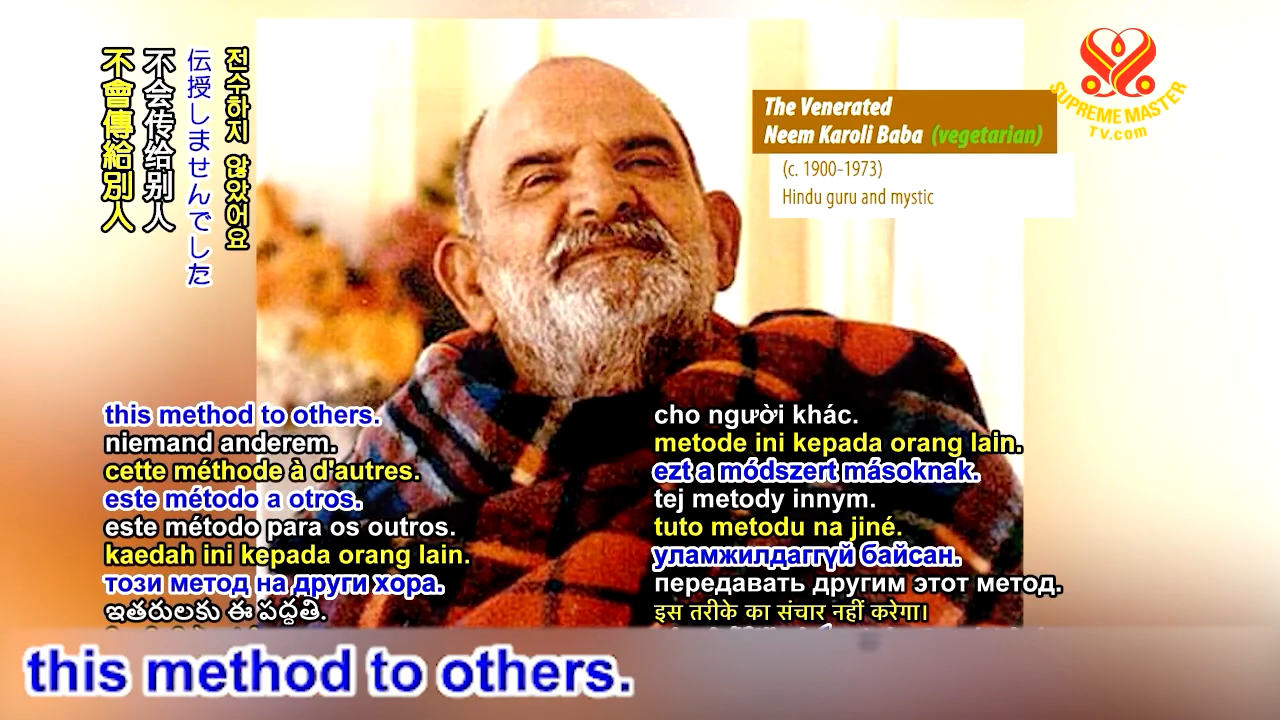 不會傳給別人
不会传给别人
伝授しませんでした
전수하지 않았어요
The Venerated
Neem Karoli Baba (vegetarian)
(c. 1900-1973)
Hindu guru and mystic
SUPREME MASTER
TV.com
this method to others.
niemand anderem.
cette méthode à d'autres.
este método a otros.
este método para os outros.
kaedah ini kepada orang lain.
този метод на други хора.
ఇతరులకు ఈ పద్ధతి.
cho người khác.
metode ini kepada orang lain.
ezt a módszert másoknak.
tej metody innym.
tuto metodu na jiné.
уламжилдаггүй байсан.
передавать другим этот метод.
इस तरीके का संचार नहीं करेगा।
this method to others.